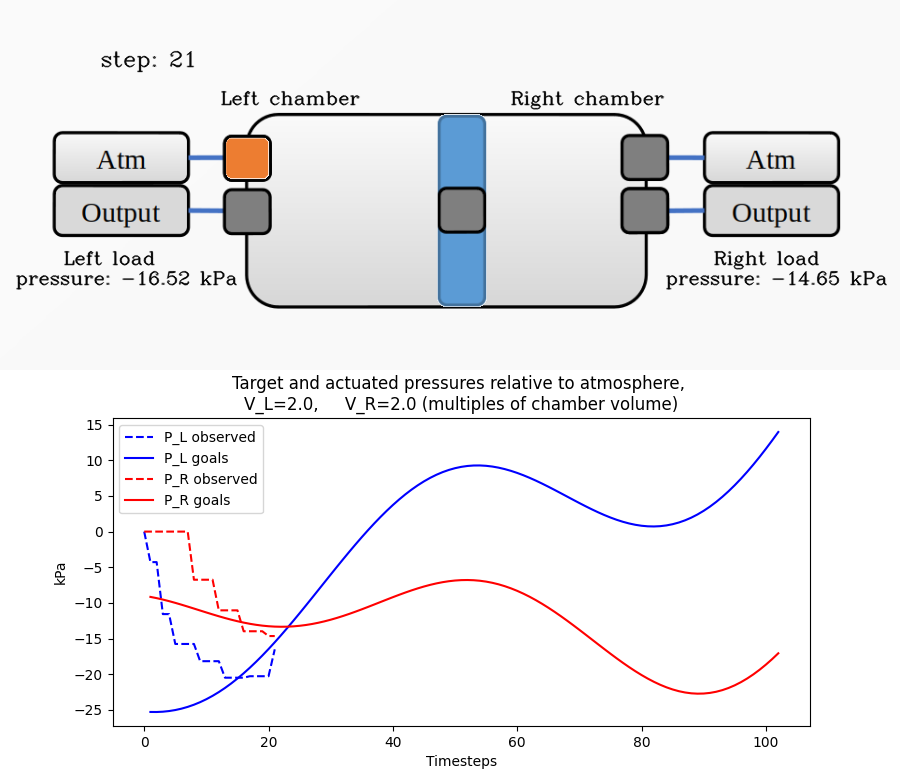 step: 21
Left chamber
Right chamber
Atm
Atm
Output
Output
Left load
pressure: −16.52 kPa
Right load
pressure: −14.65 kPa
Target and actuated pressures relative to atmosphere,
V_L=2.0,     V_R=2.0 (multiples of chamber volume)
P_L observed
P_L goals
P_R observed
P_R goals
15
10
5
0
−5
−10
−15
−20
−25
kPa
0 20 40 60 80 100
Timesteps